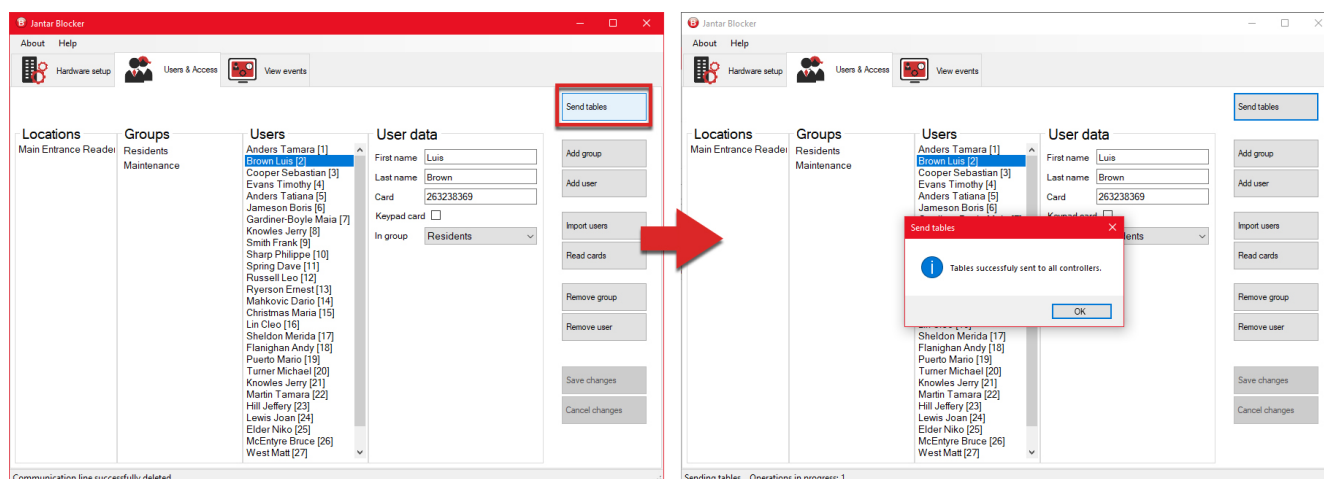 Jantar Blocker
About Help
Hardware setup Users & Access View events
Send tables
Locations
Main Entrance Reader
Groups
Residents
Maintenance
Users
Anders Tamara [1]
Brown Luis [2]
Cooper Sebastian [3]
Evans Timothy [4]
Anders Tatiana [5]
Jameson Boris [6]
Gardiner-Boyle Maia [7]
Knowles Jerry [8]
Smith Frank [9]
Sharp Philippe [10]
Spring Dave [11]
Russell Leo [12]
Ryerson Ernest [13]
Mahkovic Dario [14]
Christmas Maria [15]
Lin Cleo [16]
Sheldon Merida [17]
Flanighan Andy [18]
Puerto Mario [19]
Turner Michael [20]
Knowles Jerry [21]
Martin Tamara [22]
Hill Jeffery [23]
Lewis Joan [24]
Elder Niko [25]
McEntyre Bruce [26]
West Matt [27]
User data
First name Luis
Last name Brown
Card 263238369
Keypad card
In group Residents
Add group
Add user
Import users
Read cards
Remove group
Remove user
Save changes
Cancel changes
Communication line successfully deleted
Jantar Blocker
About Help
Hardware setup Users & Access View events
Send tables
Locations
Main Entrance Reader
Groups
Residents
Maintenance
Users
Anders Tamara [1]
Brown Luis [2]
Cooper Sebastian [3]
Evans Timothy [4]
Anders Tatiana [5]
Jameson Boris [6]
Send tables
Tables successfuly sent to all controllers.
OK
Sheldon Merida [17]
Flanighan Andy [18]
Puerto Mario [19]
Turner Michael [20]
Knowles Jerry [21]
Martin Tamara [22]
Hill Jeffery [23]
Lewis Joan [24]
Elder Niko [25]
McEntyre Bruce [26]
West Matt [27]
User data
First name Luis
Last name Brown
Card 263238369
Keypad card
Add group
Add user
Import users
Read cards
Remove group
Remove user
Save changes
Cancel changes
Sending tables Operations in progress: 1